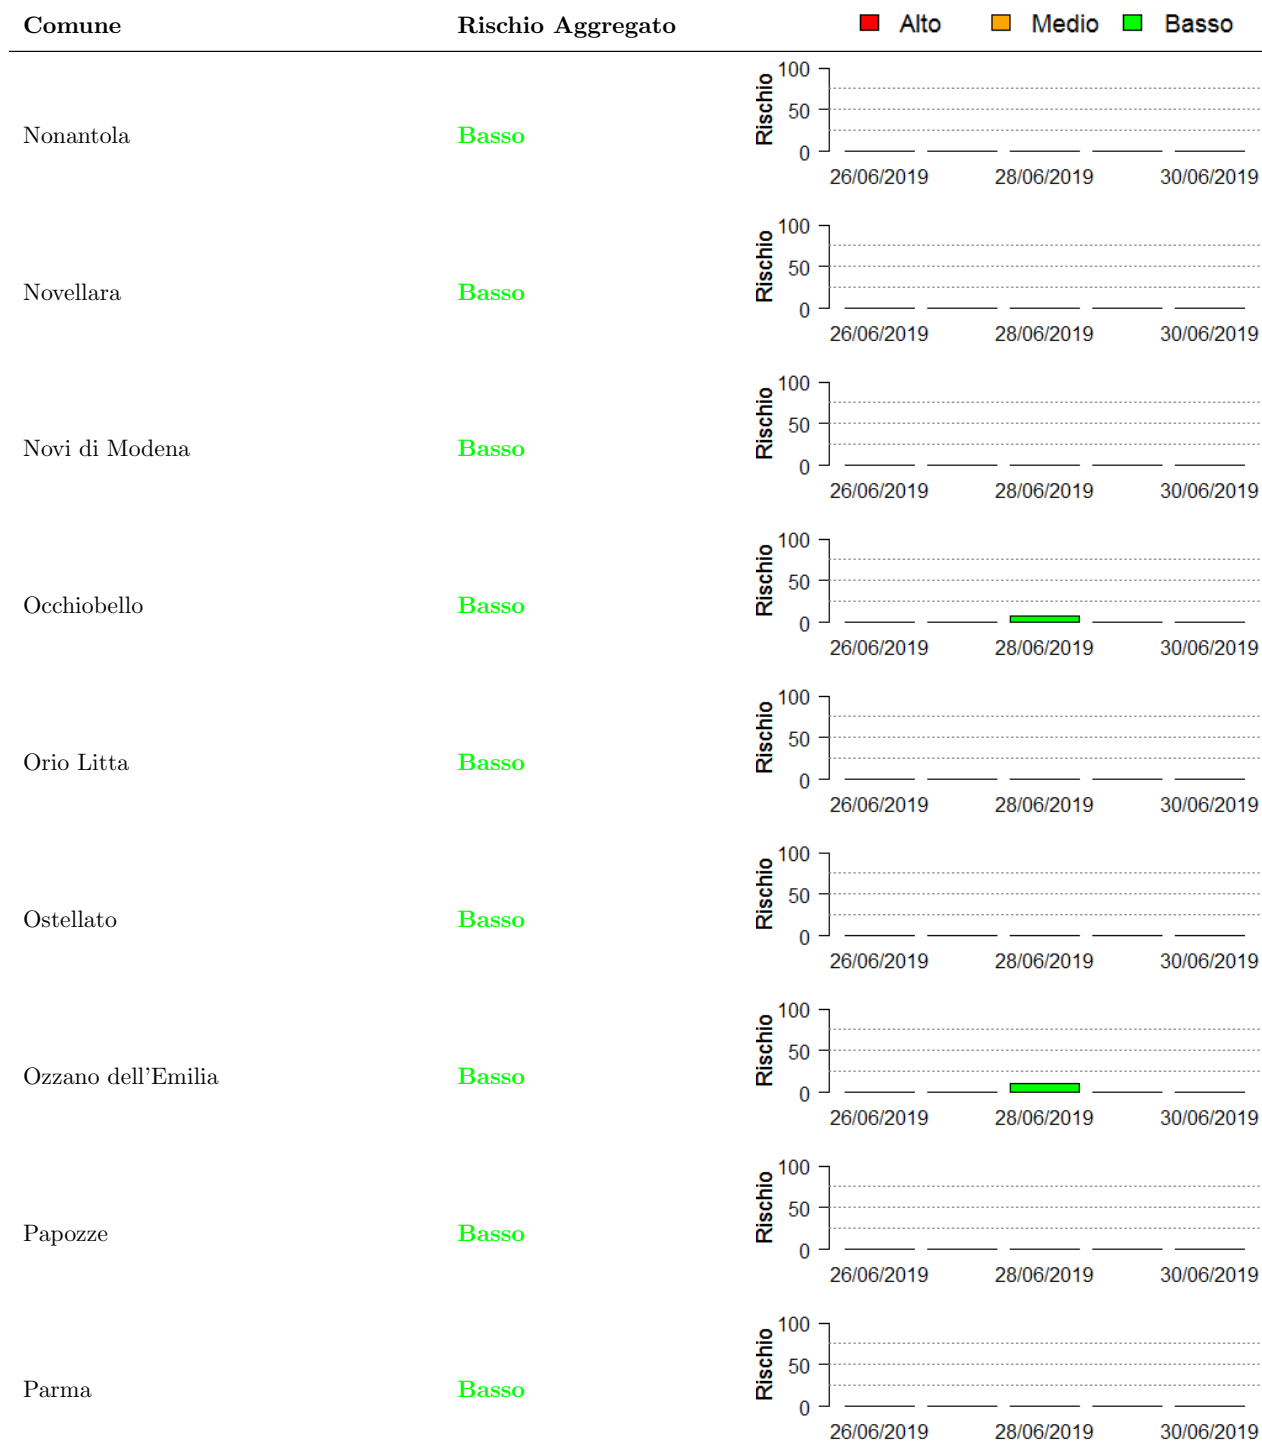 Comune Rischio Aggregato Alto Medio Basso
Nonantola Basso
Rischio
100
50
0
26/06/2019 28/06/2019 30/06/2019
Novellara Basso
Rischio
100
50
0
26/06/2019 28/06/2019 30/06/2019
Novi di Modena Basso
Rischio
100
50
0
26/06/2019 28/06/2019 30/06/2019
Occhiobello Basso
Rischio
100
50
0
26/06/2019 28/06/2019 30/06/2019
Orio Litta Basso
Rischio
100
50
0
26/06/2019 28/06/2019 30/06/2019
Ostellato Basso
Rischio
100
50
0
26/06/2019 28/06/2019 30/06/2019
Ozzano dell'Emilia Basso
Rischio
100
50
0
26/06/2019 28/06/2019 30/06/2019
Papozze Basso
Rischio
100
50
0
26/06/2019 28/06/2019 30/06/2019
Parma Basso
Rischio
100
50
0
26/06/2019 28/06/2019 30/06/2019